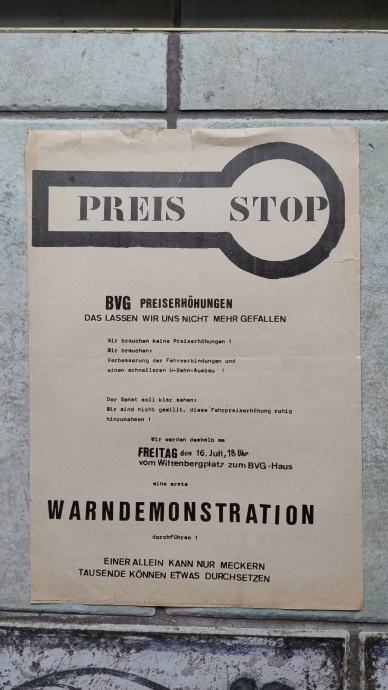 PREIS STOP
BVG PREISERHÖHUNGEN
DAS LASSEN WIR UNS NICHT MEHR GEFALLEN
Wir brauchen keine Preiserhöhungen !
Wir brauchen:
Verbesserung der Fahrverbindungen und
einen schnelleren U-Bahn-Ausbau !
Der Senat soll klar sehen:
Wir sind nicht gewillt, diese Fahrpreiserhöhung ruhig
hinzunehmen !
Wir werden deshalb am
FREITAG den 16. Juli, 18 Uhr
vom Wittenbergplatz zum BVG-Haus
eine erste
WARNDEMONSTRATION
durchführen !
EINER ALLEIN KANN NUR MECKERN
TAUSENDE KÖNNEN ETWAS DURCHSETZEN